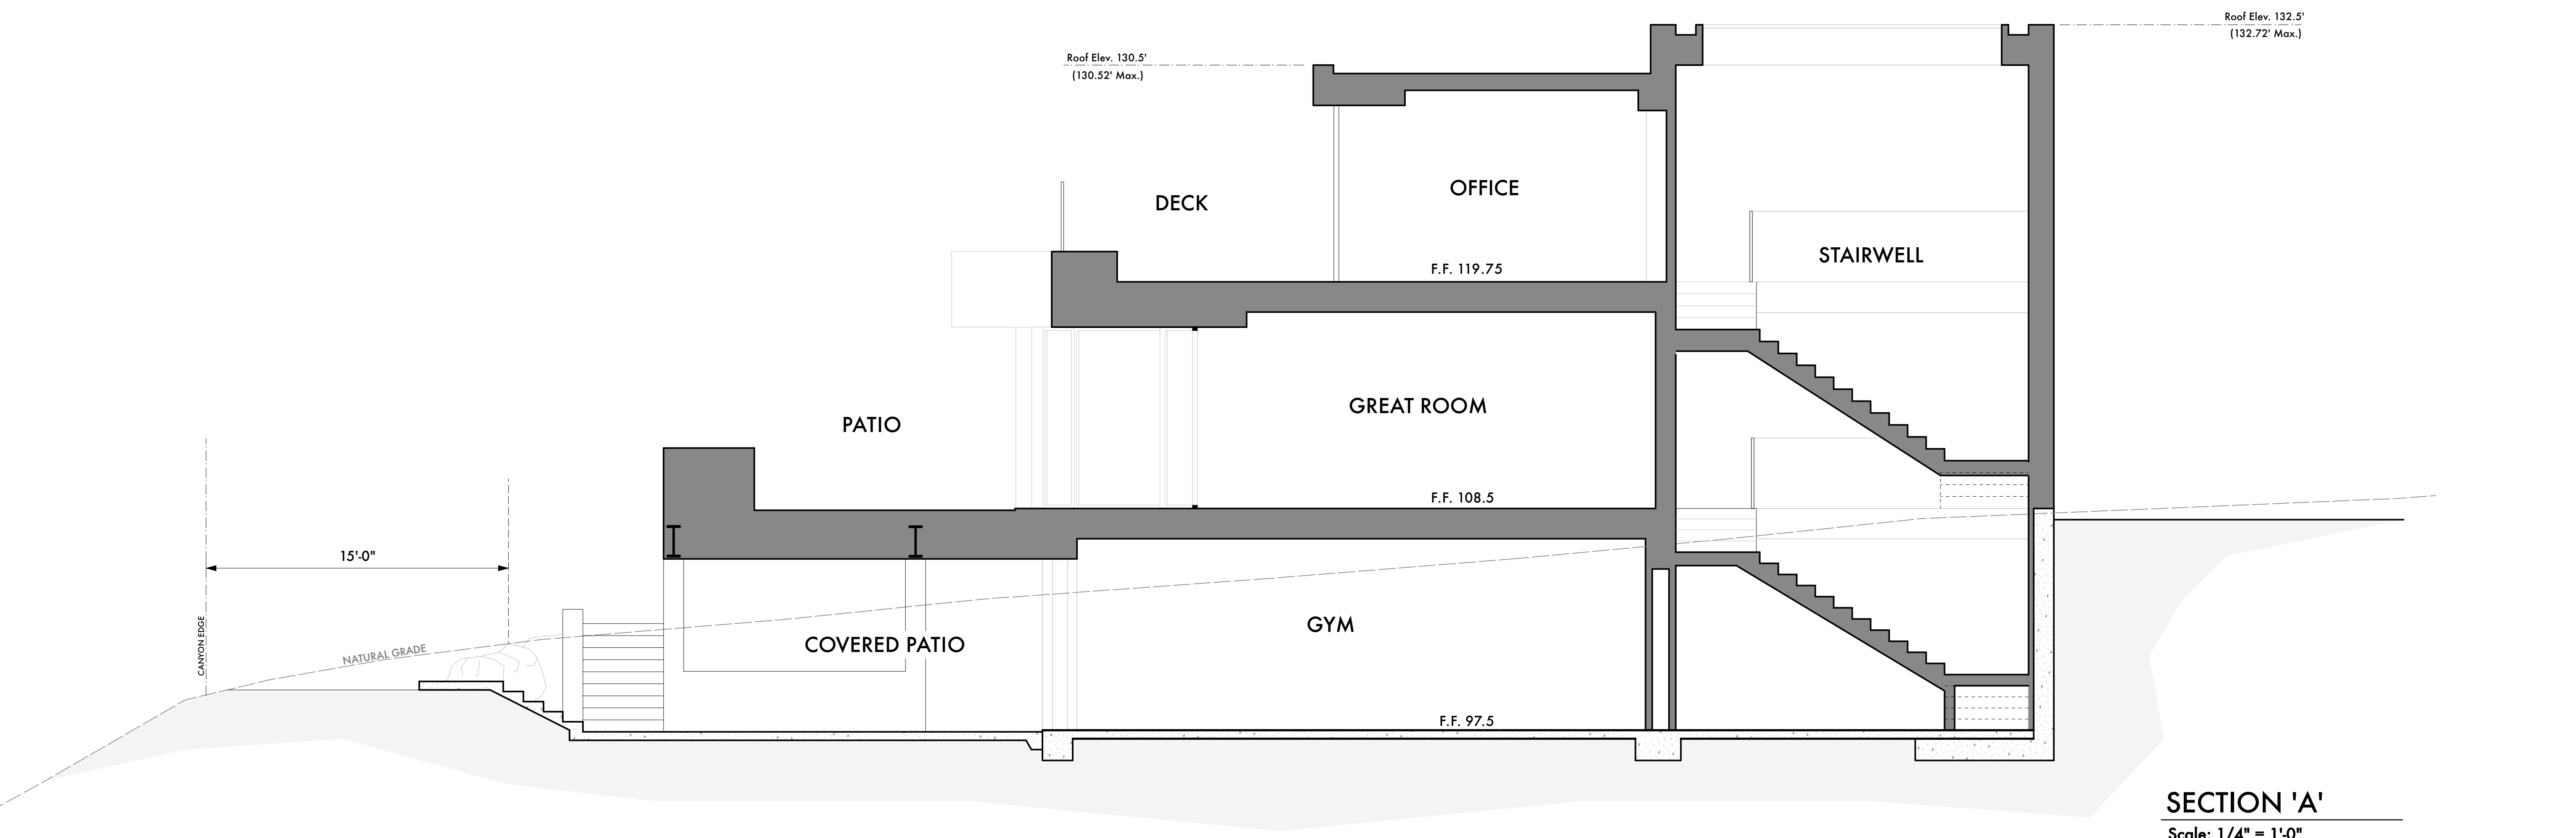 Roof Elev. 132.5'
(132.72' Max.)
Roof Elev. 130.5'
(130.52' Max.)
DECK
OFFICE
STAIRWELL
F.F. 119.75
PATIO
GREAT ROOM
F.F. 108.5
15'-0"
CANYON EDGE
NATURAL GRADE
COVERED PATIO
GYM
F.F. 97.5
SECTION 'A'
Scale: 1/4" = 1'-0"